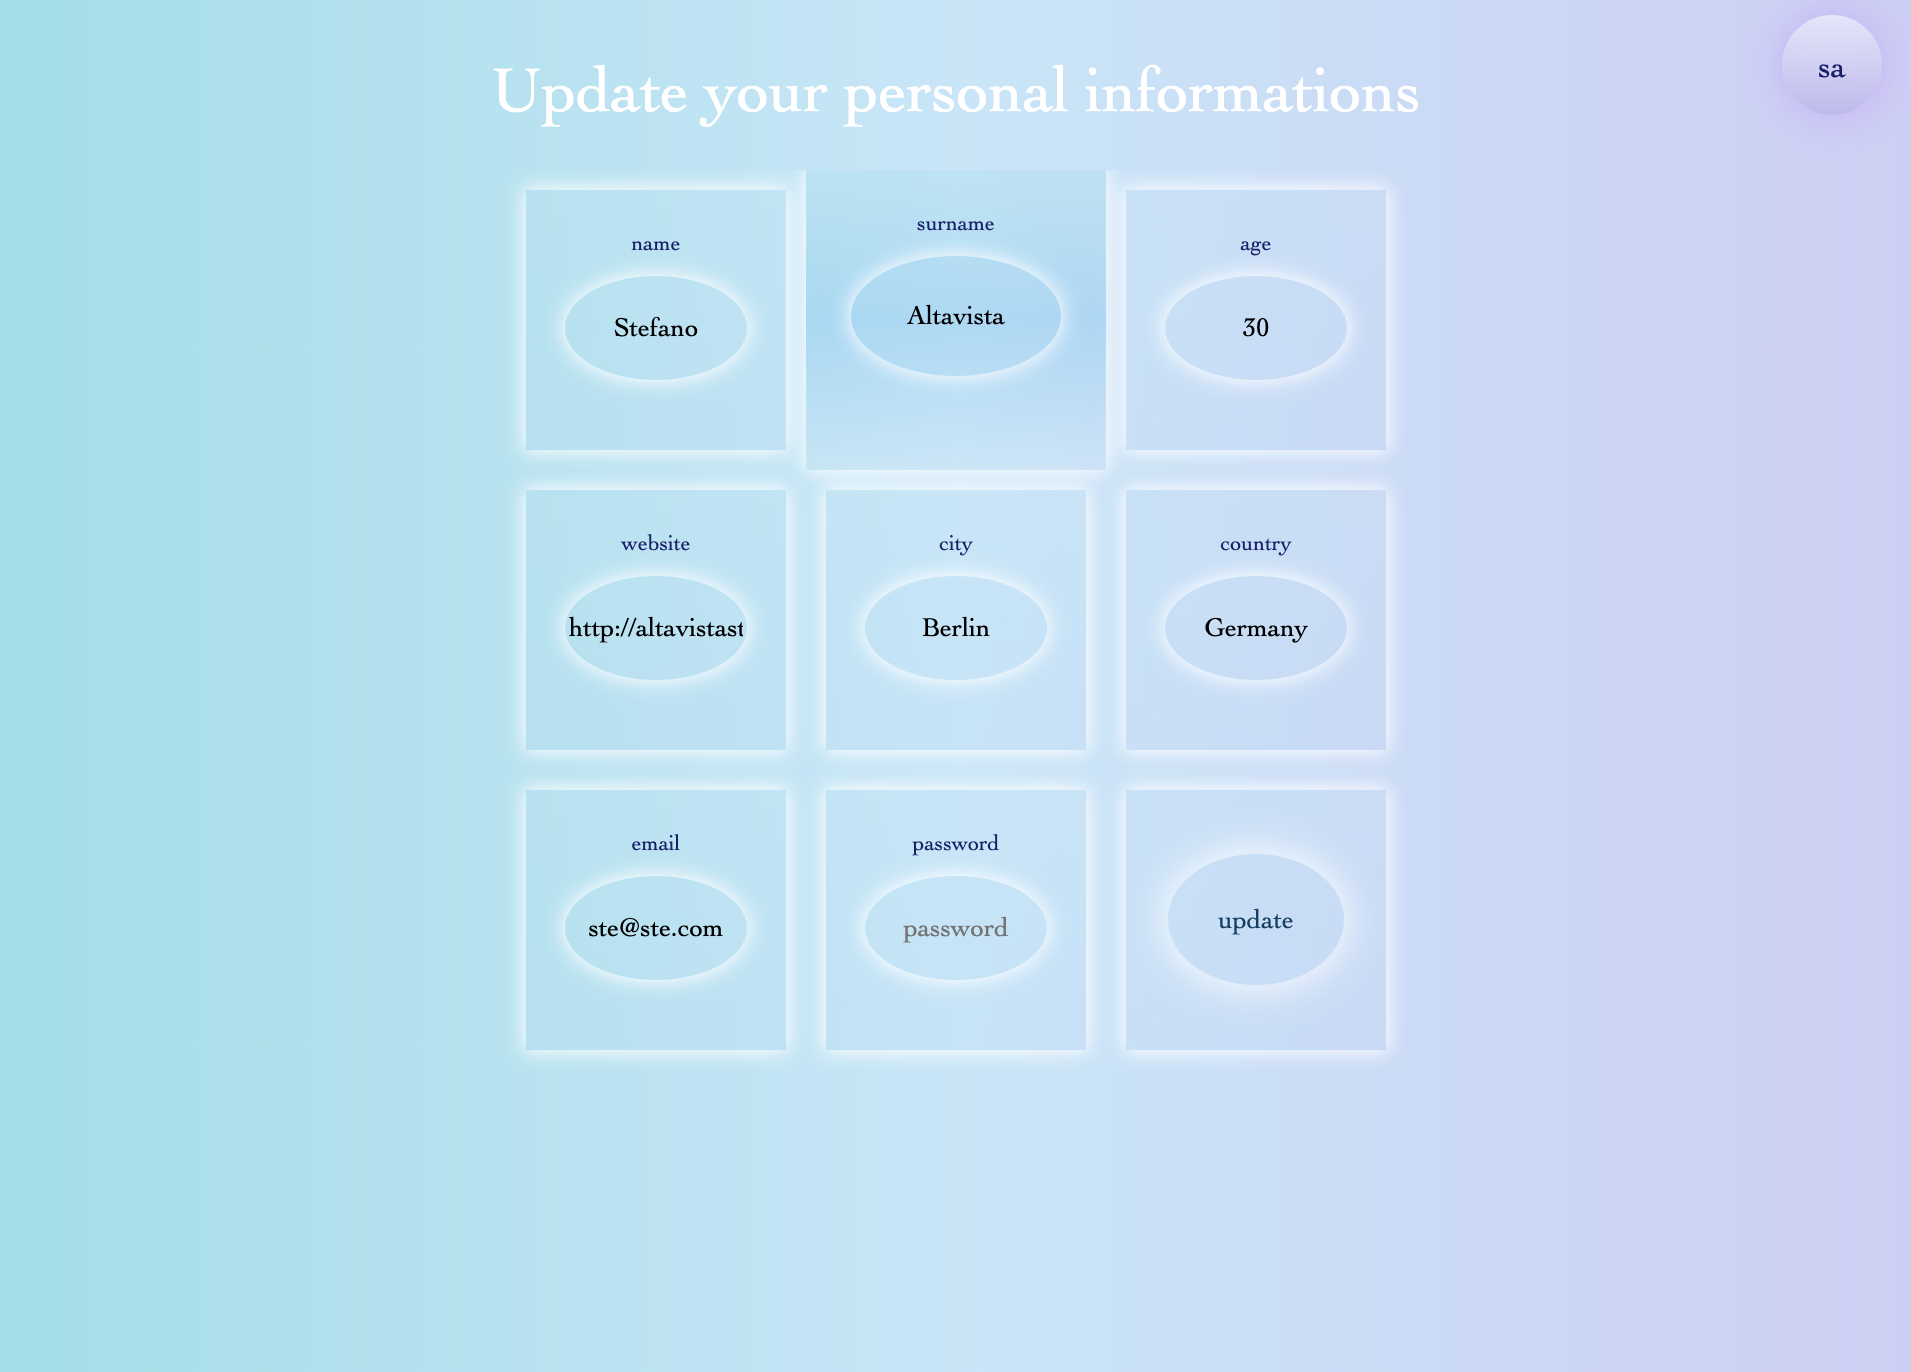 sa
Update your personal informations
name
surname
age
Stefano
Altavista
30
website
city
country
http://altavistast
Berlin
Germany
email
password
ste@ste.com
password
update